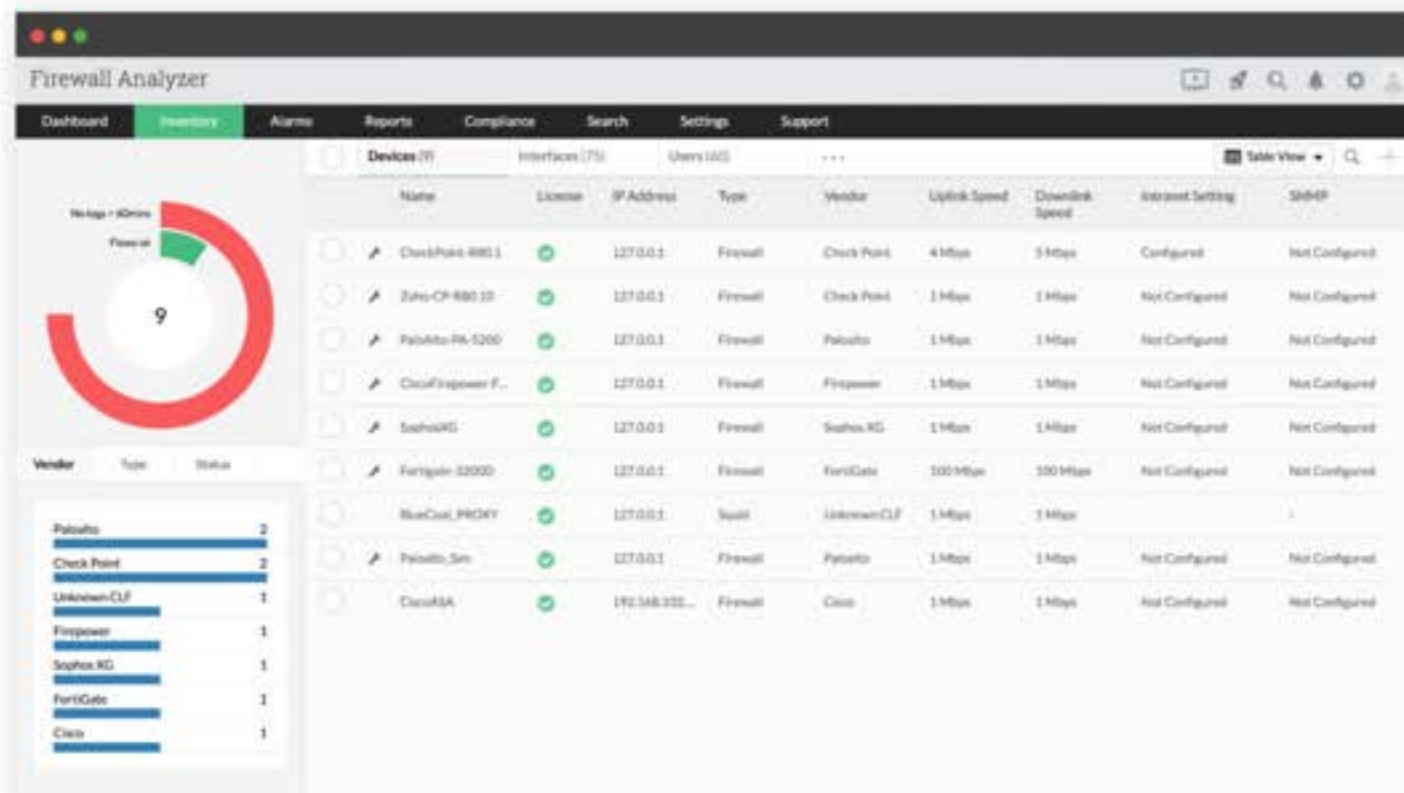 Firewall Analyzer
Dashboard Inventory Alarms Reports Compliance Search Settings Support
Devices (9) Interfaces (75) Users Table View
Name License IP Address Type Vendor Uplink Speed Downlink Speed Intranet Setting SNMP
CheckPoint-R80.1 127.0.0.1 Firewall Check Point 4 Mbps 5 Mbps Configured Not Configured
Zoho-CP-R80.10 127.0.0.1 Firewall Check Point 1 Mbps 1 Mbps Not Configured Not Configured
PaloAlto-PA-5200 127.0.0.1 Firewall Paloalto 1 Mbps 1 Mbps Not Configured Not Configured
CiscoFirepower-F... 127.0.0.1 Firewall Firepower 1 Mbps 1 Mbps Not Configured Not Configured
SophosXG 127.0.0.1 Firewall Sophos XG 1 Mbps 1 Mbps Not Configured Not Configured
Fortigate-3200D 127.0.0.1 Firewall FortiGate 100 Mbps 100 Mbps Not Configured Not Configured
BlueCoat_PROXY 127.0.0.1 Squid Unknown CLF 1 Mbps 1 Mbps -
Paloalto_Sim 127.0.0.1 Firewall Paloalto 1 Mbps 1 Mbps Not Configured Not Configured
CiscoASA Firewall Cisco 1 Mbps 1 Mbps Not Configured Not Configured
No logs > 60mins
9
Vendor Type Status
Paloalto 2
Check Point 2
Unknown CLF 1
Firepower 1
Sophos XG 1
FortiGate 1
Cisco 1